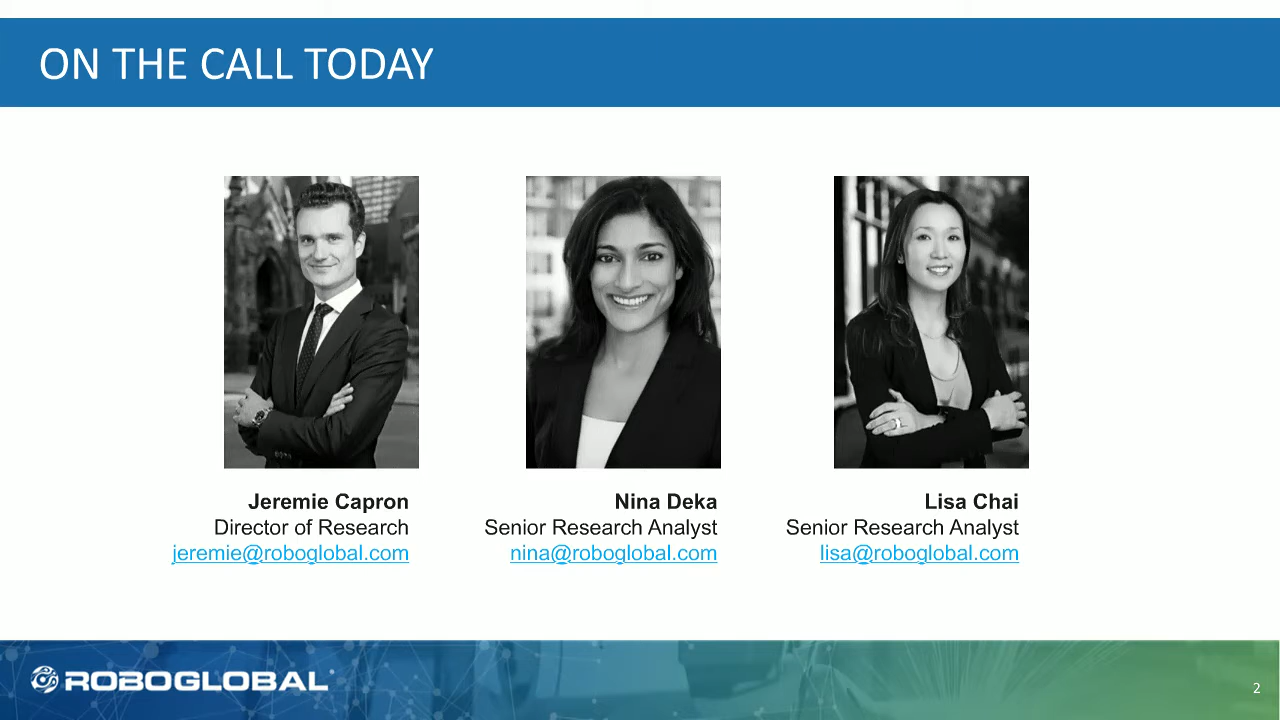 ON THE CALL TODAY
Jeremie Capron
Director of Research
jeremie@roboglobal.com
Nina Deka
Senior Research Analyst
nina@roboglobal.com
Lisa Chai
Senior Research Analyst
lisa@roboglobal.com
ROBOGLOBAL
2